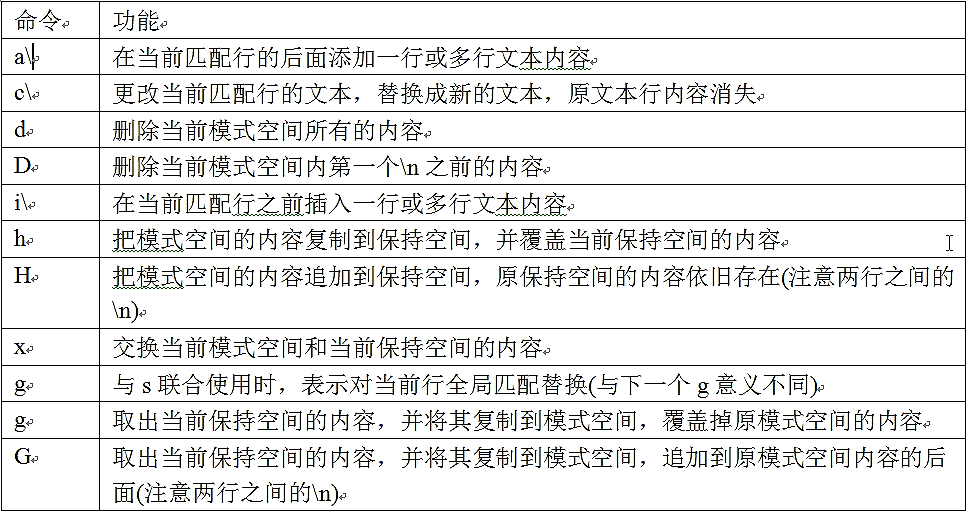 命令 功能
a\ 在当前匹配行的后面添加一行或多行文本内容
c\ 更改当前匹配行的文本，替换成新的文本，原文本行内容消失
d 删除当前模式空间所有的内容
D 删除当前模式空间内第一个\n 之前的内容
i\ 在当前匹配行之前插入一行或多行文本内容
h 把模式空间的内容复制到保持空间，并覆盖当前保持空间的内容
H 把模式空间的内容追加到保持空间，原保持空间的内容依旧存在(注意两行之间的
\n)
x 交换当前模式空间和当前保持空间的内容
g 与 s 联合使用时，表示对当前行全局匹配替换(与下一个 g 意义不同)
g 取出当前保持空间的内容，并将其复制到模式空间，覆盖掉原模式空间的内容
G 取出当前保持空间的内容，并将其复制到模式空间，追加到原模式空间内容的后
面(注意两行之间的\n)